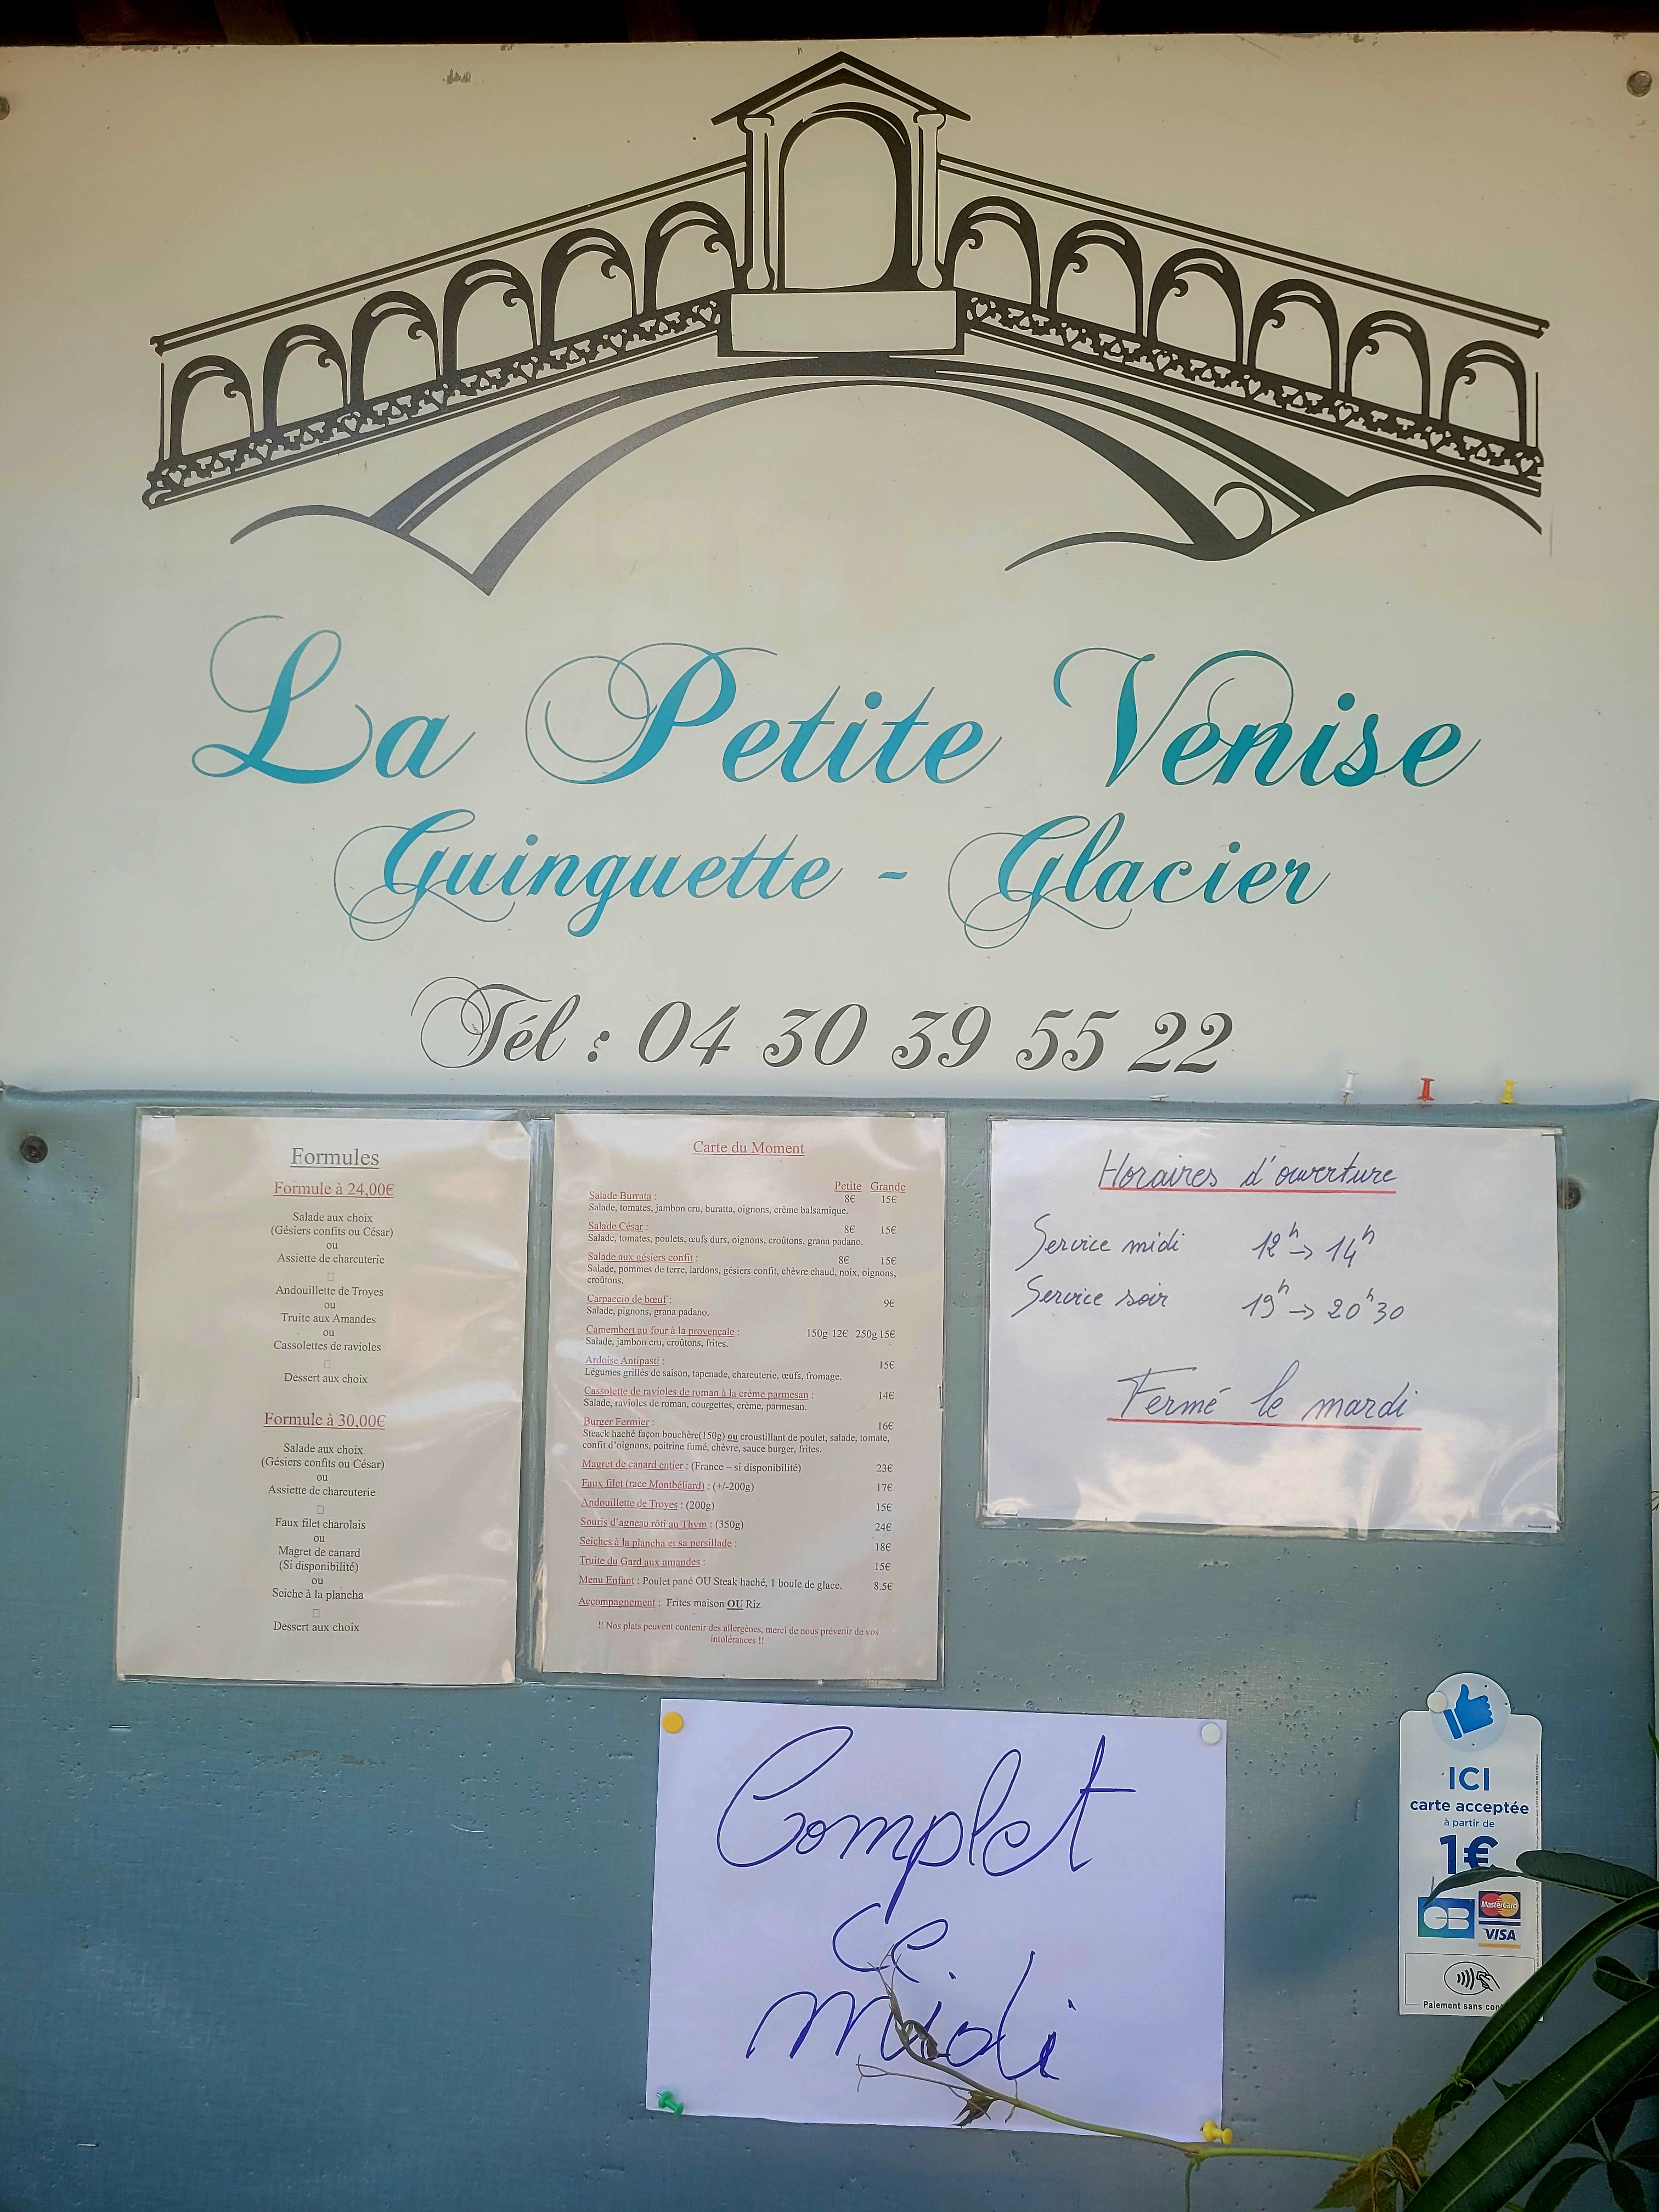 La Petite Venise
Guinguette - Glacier
Tél : 04 30 39 55 22
Formules
Formule à 24,00€
Salade aux choix
(Gésiers confits ou César)
ou
Assiette de charcuterie
Andouillette de Troyes
ou
Truite aux Amandes
ou
Cassolettes de ravioles
Dessert aux choix
Formule à 30,00€
Salade aux choix
(Gésiers confits ou César)
ou
Assiette de charcuterie
Faux filet charolais
ou
Magret de canard
(Si disponibilité)
ou
Seiche à la plancha
Dessert aux choix
Carte du Moment
Petite Grande
Salade Burrata : 8€ 15€
Salade, tomates, jambon cru, buratta, oignons, crème balsamique.
Salade César : 8€ 15€
Salade, tomates, poulets, œufs durs, oignons, croûtons, grana padano.
Salade aux gésiers confit : 8€ 15€
Salade, pommes de terre, lardons, gésiers confit, chèvre chaud, noix, oignons,
croûtons.
Carpaccio de bœuf : 9€
Salade, pignons, grana padano.
Camembert au four à la provençale : 150g 12€ 250g 15€
Salade, jambon cru, croûtons, frites.
Ardoise Antipasti : 15€
Légumes grillés de saison, tapenade, charcuterie, œufs, fromage.
Cassolette de ravioles de roman à la crème parmesan : 14€
Salade, ravioles de roman, courgettes, crème, parmesan.
Burger Fermier : 16€
Steack haché façon bouchère(150g) ou croustillant de poulet, salade, tomate,
confit d'oignons, poitrine fumé, chèvre, sauce burger, frites.
Magret de canard entier : (France – si disponibilité) 23€
Faux filet (race Montbéliard) : (+/-200g) 17€
Andouillette de Troyes : (200g) 15€
Souris d'agneau rôti au Thym : (350g) 24€
Seiches à la plancha et sa persillade : 18€
Truite du Gard aux amandes : 15€
Menu Enfant : Poulet pané OU Steak haché, 1 boule de glace. 8.5€
Accompagnement : Frites maison OU Riz
!! Nos plats peuvent contenir des allergènes, merci de nous prévenir de vos
intolérances !!
Horaires d'ouverture
Service midi 12h → 14h
Service soir 19h → 20h30
Fermé le mardi
Complet
ce
midi
ICI
carte acceptée
à partir de
1€
CB MasterCard
VISA
Paiement sans